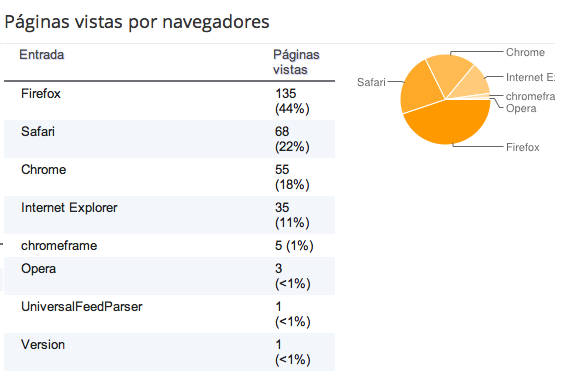 Páginas vistas por navegadores
Entrada
Páginas
vistas
Firefox
135
(44%)
Safari
68
(22%)
Chrome
55
(18%)
Internet Explorer
35
(11%)
chromeframe
5 (1%)
Opera
3
(<1%)
UniversalFeedParser
1
(<1%)
Version
1
(<1%)
Chrome
Safari
Internet E
chromefra
Opera
Firefox